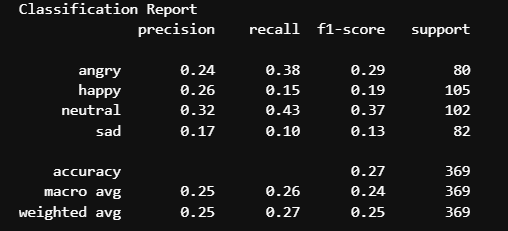 Classification Report
precision recall f1-score support
angry 0.24 0.38 0.29 80
happy 0.26 0.15 0.19 105
neutral 0.32 0.43 0.37 102
sad 0.17 0.10 0.13 82
accuracy 0.27 369
macro avg 0.25 0.26 0.24 369
weighted avg 0.25 0.27 0.25 369